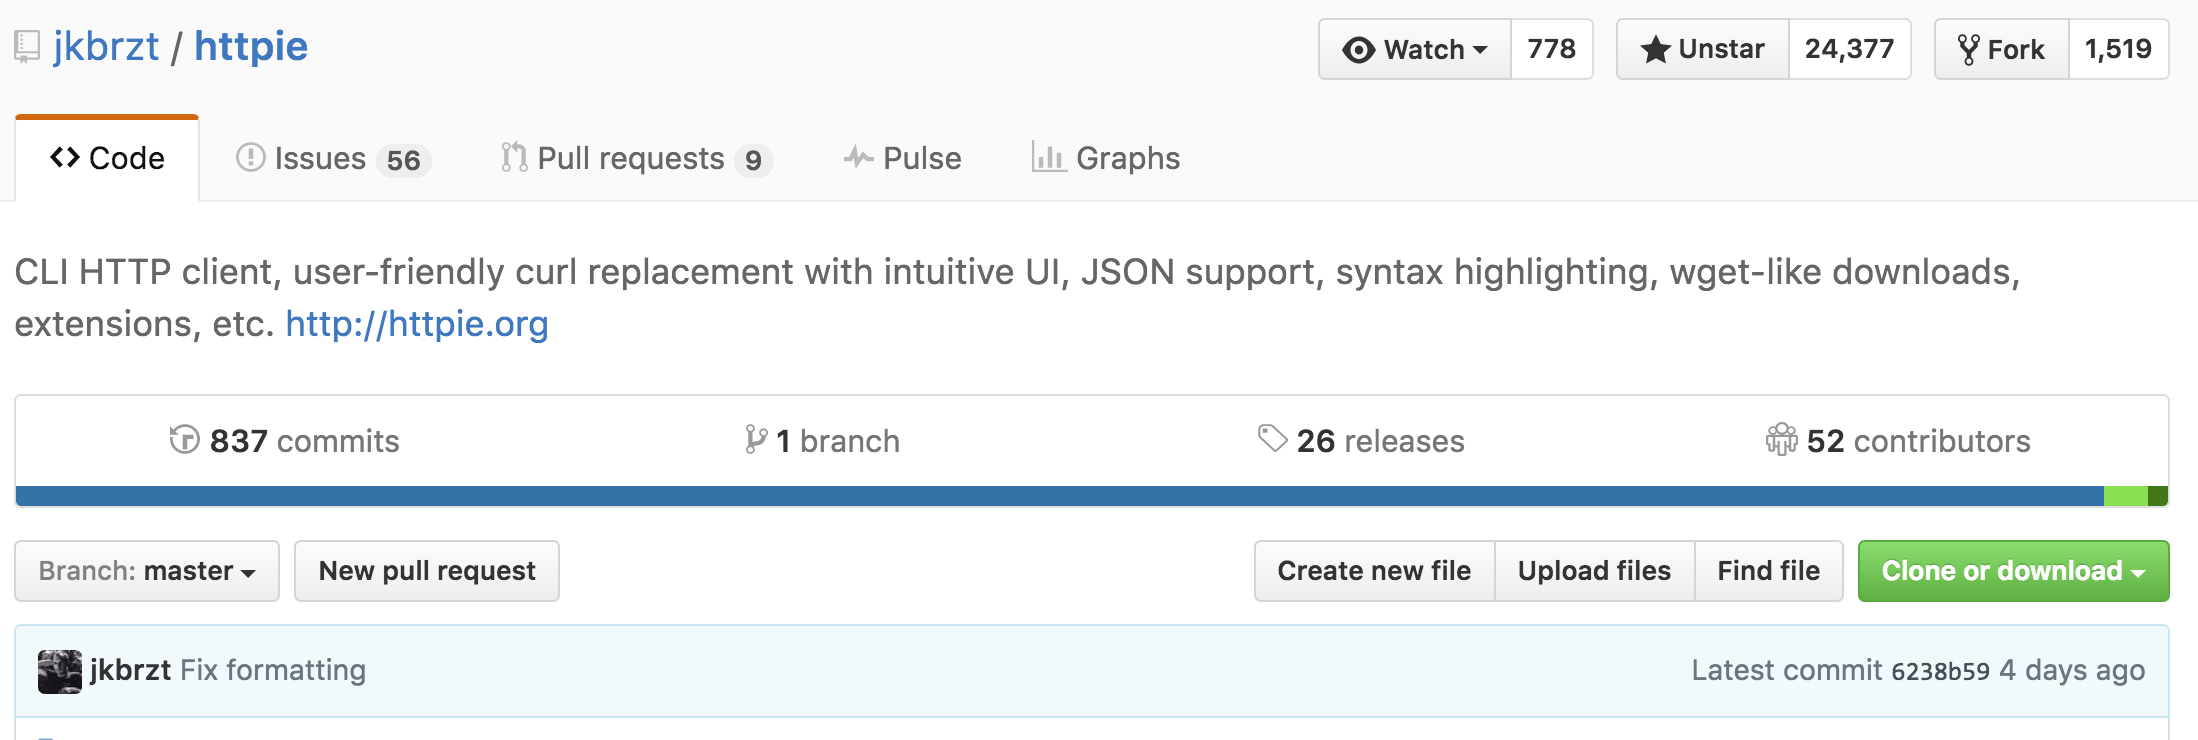 jkbrzt / httpie
Watch 778 Unstar 24,377 Fork 1,519
Code Issues 56 Pull requests 9 Pulse Graphs
CLI HTTP client, user-friendly curl replacement with intuitive UI, JSON support, syntax highlighting, wget-like downloads,
extensions, etc. http://httpie.org
837 commits 1 branch 26 releases 52 contributors
Branch: master New pull request Create new file Upload files Find file Clone or download
jkbrzt Fix formatting Latest commit 6238b59 4 days ago